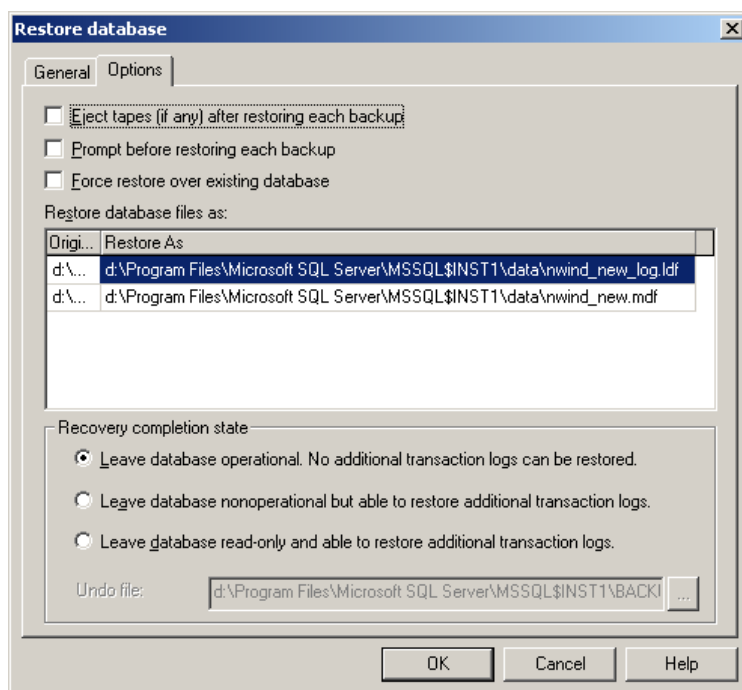 Restore database
General Options
Eject tapes (if any) after restoring each backup
Prompt before restoring each backup
Force restore over existing database
Restore database files as:
Origi... Restore As
d:\... d:\Program Files\Microsoft SQL Server\MSSQL$INST1\data\nwind_new_log.ldf
d:\... d:\Program Files\Microsoft SQL Server\MSSQL$INST1\data\nwind_new.mdf
Recovery completion state
Leave database operational. No additional transaction logs can be restored.
Leave database nonoperational but able to restore additional transaction logs.
Leave database read-only and able to restore additional transaction logs.
Undo file: d:\Program Files\Microsoft SQL Server\MSSQL$INST1\BACKU ...
OK Cancel Help